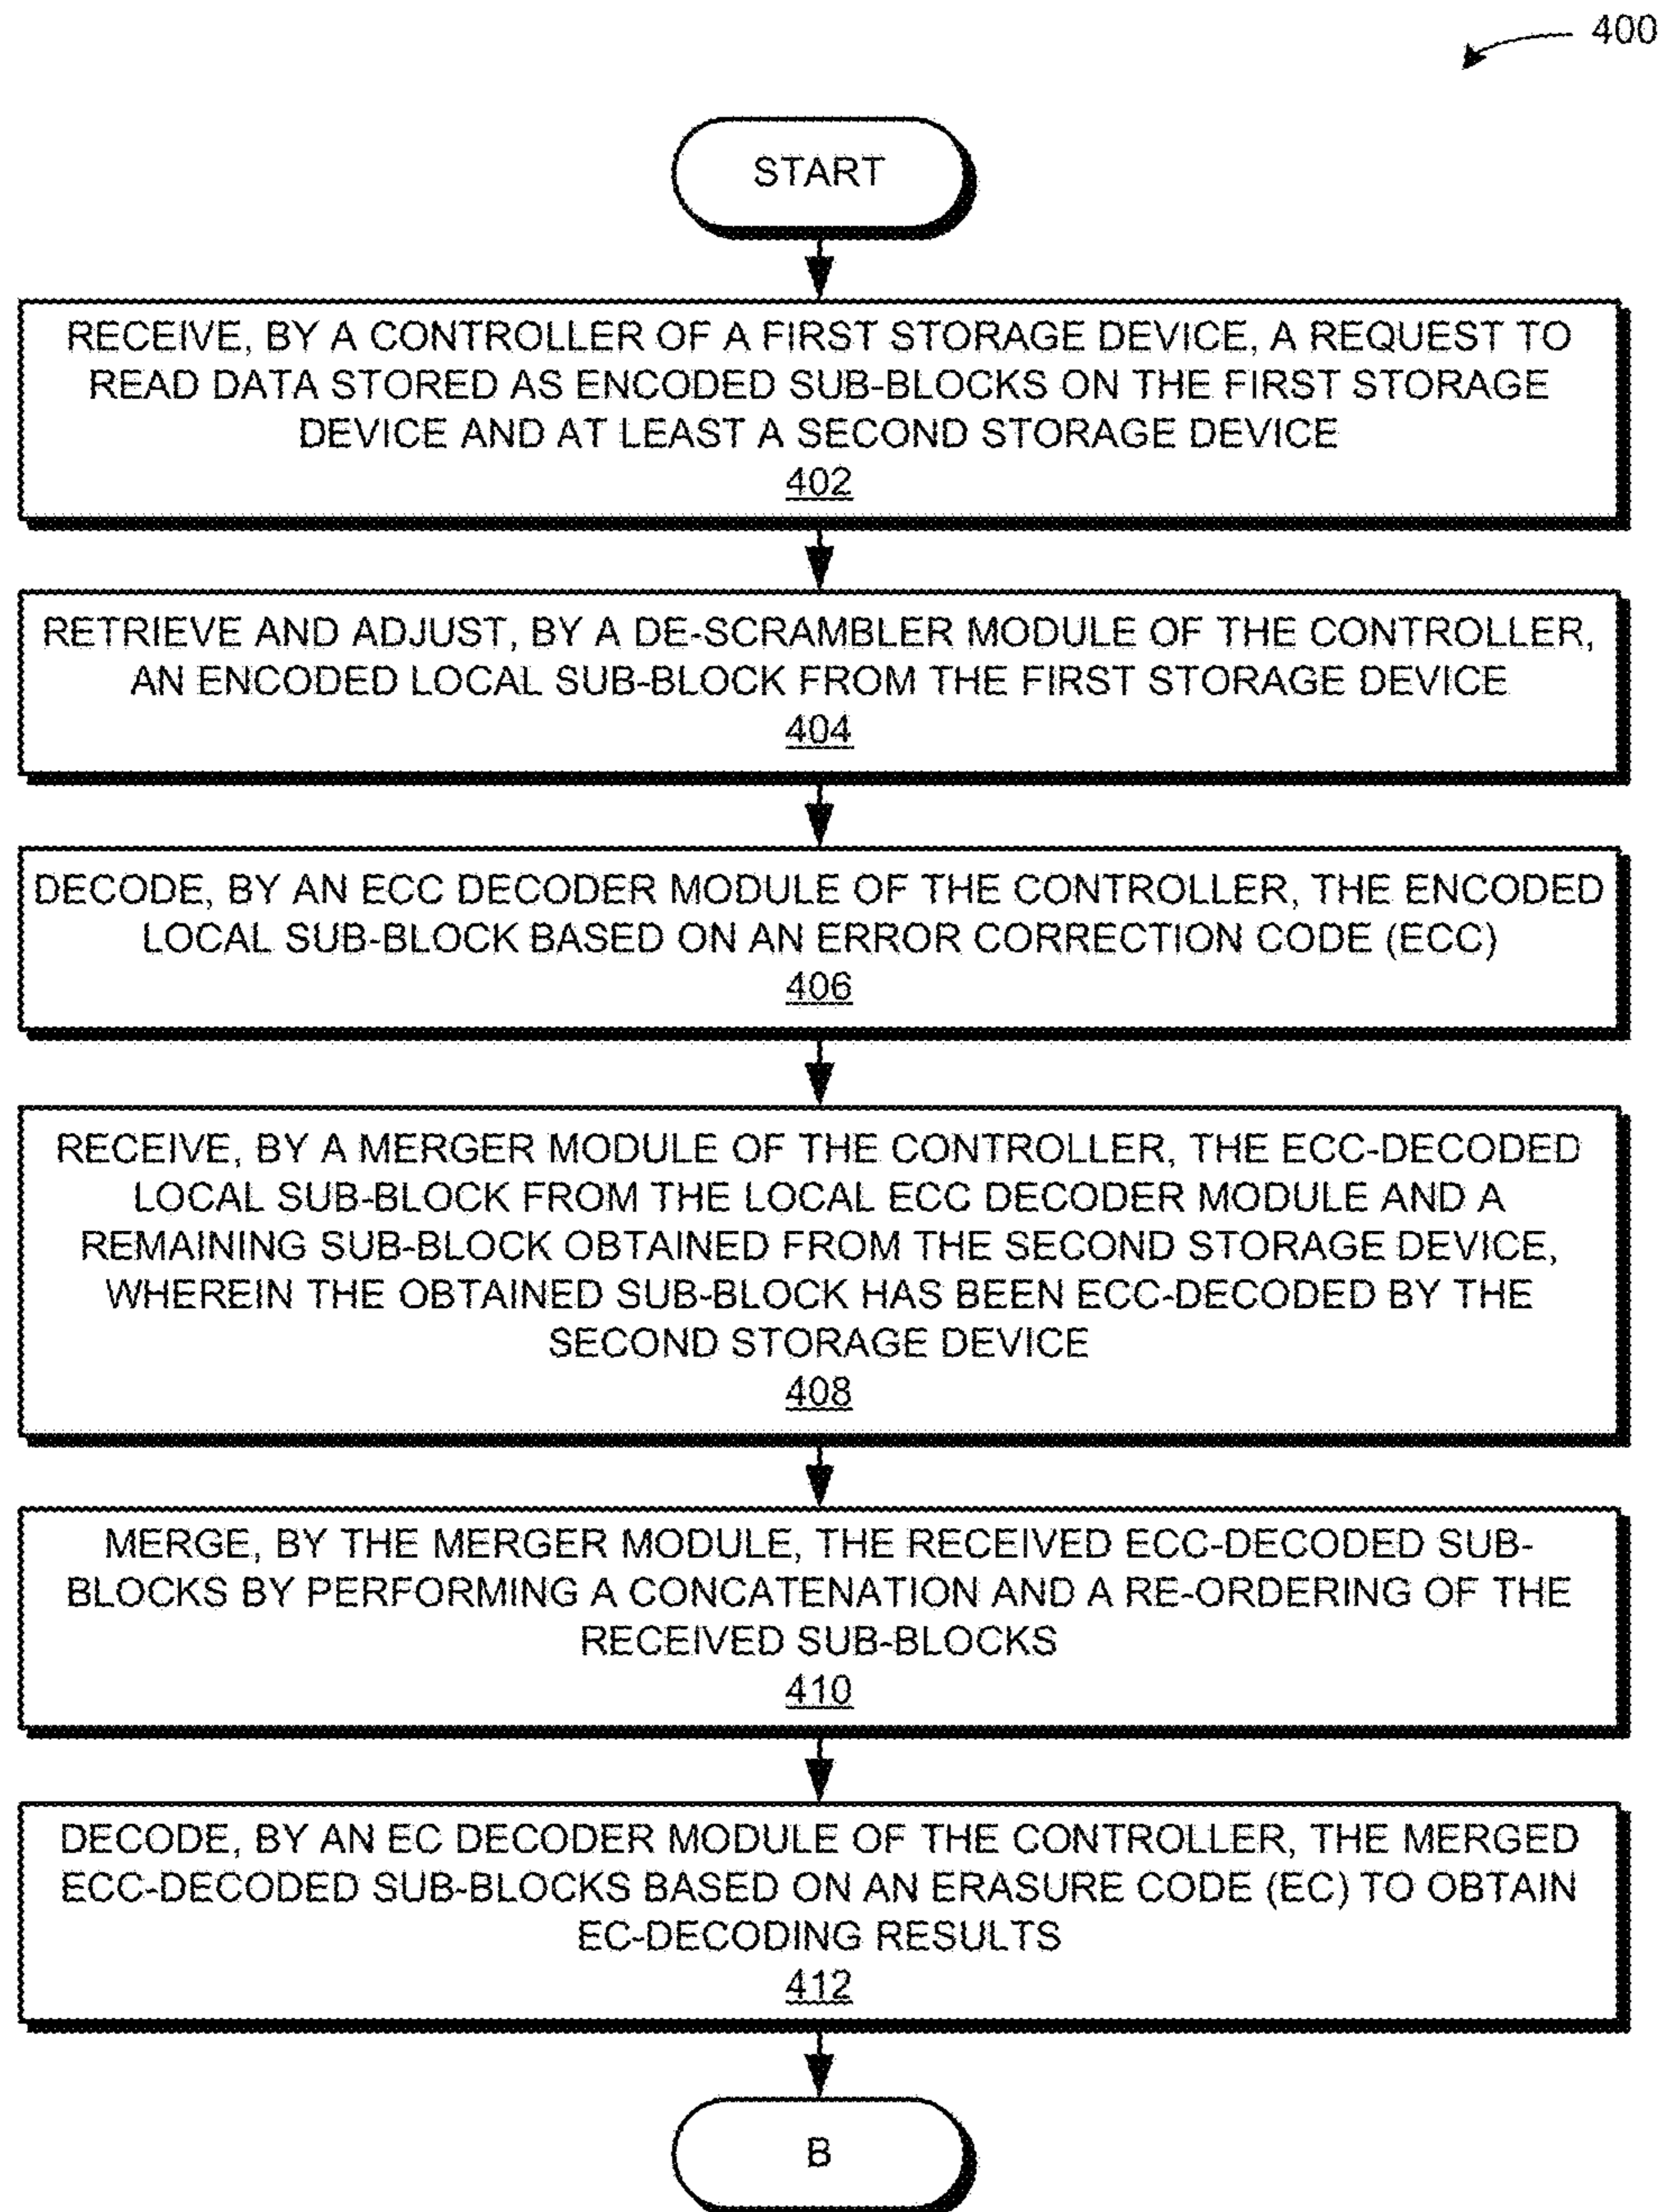 400
START
RECEIVE, BY A CONTROLLER OF A FIRST STORAGE DEVICE, A REQUEST TO
READ DATA STORED AS ENCODED SUB-BLOCKS ON THE FIRST STORAGE
DEVICE AND AT LEAST A SECOND STORAGE DEVICE
402
RETRIEVE AND ADJUST, BY A DE-SCRAMBLER MODULE OF THE CONTROLLER,
AN ENCODED LOCAL SUB-BLOCK FROM THE FIRST STORAGE DEVICE
404
DECODE, BY AN ECC DECODER MODULE OF THE CONTROLLER, THE ENCODED
LOCAL SUB-BLOCK BASED ON AN ERROR CORRECTION CODE (ECC)
406
RECEIVE, BY A MERGER MODULE OF THE CONTROLLER, THE ECC-DECODED
LOCAL SUB-BLOCK FROM THE LOCAL ECC DECODER MODULE AND A
REMAINING SUB-BLOCK OBTAINED FROM THE SECOND STORAGE DEVICE,
WHEREIN THE OBTAINED SUB-BLOCK HAS BEEN ECC-DECODED BY THE
SECOND STORAGE DEVICE
408
MERGE, BY THE MERGER MODULE, THE RECEIVED ECC-DECODED SUB-
BLOCKS BY PERFORMING A CONCATENATION AND A RE-ORDERING OF THE
RECEIVED SUB-BLOCKS
410
DECODE, BY AN EC DECODER MODULE OF THE CONTROLLER, THE MERGED
ECC-DECODED SUB-BLOCKS BASED ON AN ERASURE CODE (EC) TO OBTAIN
EC-DECODING RESULTS
412
B